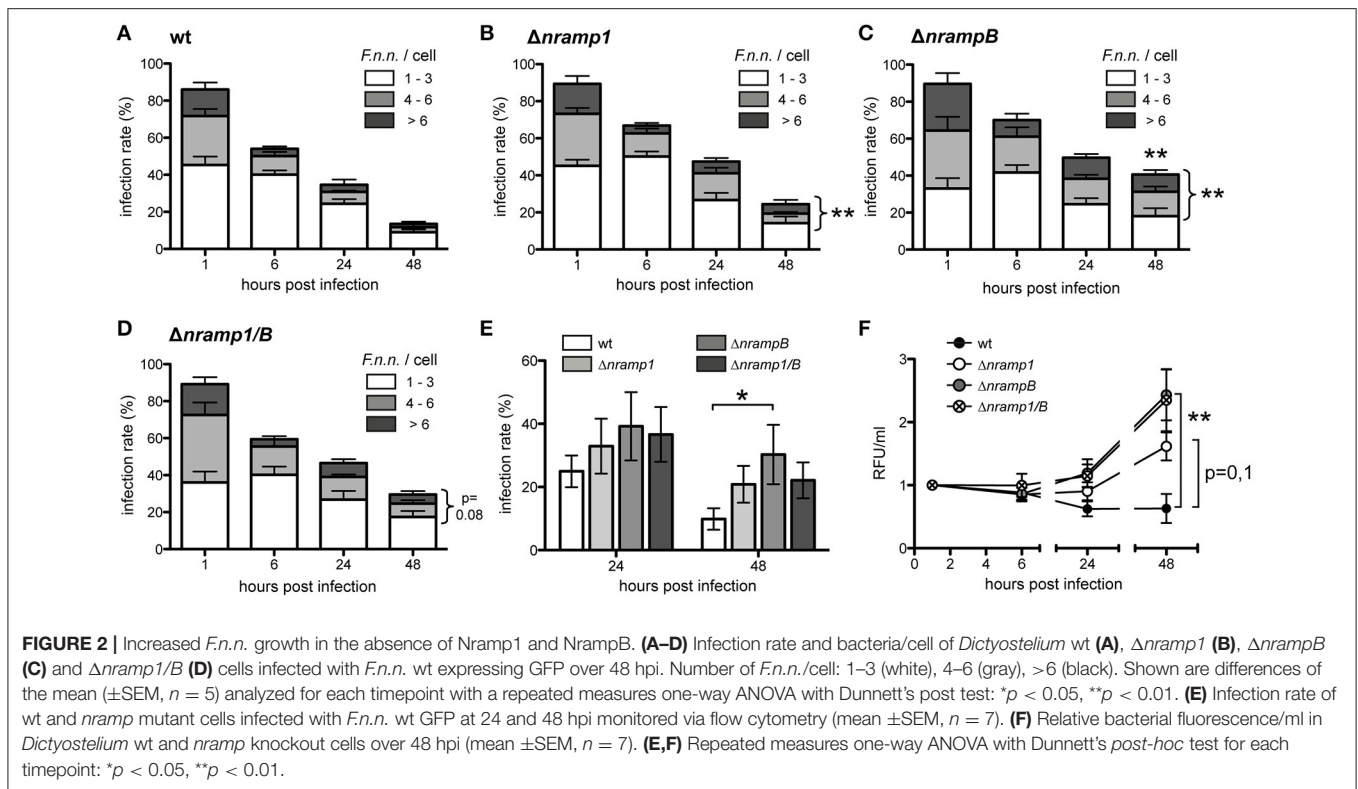 A wt
F.n.n. / cell
1 - 3
4 - 6
> 6
infection rate (%)
100
80
60
40
20
0
1 6 24 48
hours post infection
B Δnramp1
F.n.n. / cell
1 - 3
4 - 6
> 6
infection rate (%)
100
80
60
40
20
0
**
1 6 24 48
hours post infection
C ΔnrampB
F.n.n. / cell
1 - 3
4 - 6
> 6
infection rate (%)
100
80
60
40
20
0
**
**
1 6 24 48
hours post infection
D Δnramp1/B
F.n.n. / cell
1 - 3
4 - 6
> 6
infection rate (%)
100
80
60
40
20
0
p=
0.08
1 6 24 48
hours post infection
E
wt ΔnrampB
Δnramp1 Δnramp1/B
infection rate (%)
60
40
20
0
*
24 48
hours post infection
F
wt
Δnramp1
ΔnrampB
Δnramp1/B
RFU/ml
3
2
1
0
**
p=0,1
0 2 4 6 24 48
hours post infection
FIGURE 2 | Increased F.n.n. growth in the absence of Nramp1 and NrampB. (A–D) Infection rate and bacteria/cell of Dictyostelium wt (A), Δnramp1 (B), ΔnrampB
(C) and Δnramp1/B (D) cells infected with F.n.n. wt expressing GFP over 48 hpi. Number of F.n.n./cell: 1–3 (white), 4–6 (gray), >6 (black). Shown are differences of
the mean (±SEM, n = 5) analyzed for each timepoint with a repeated measures one-way ANOVA with Dunnett's post test: *p < 0.05, **p < 0.01. (E) Infection rate of
wt and nramp mutant cells infected with F.n.n. wt GFP at 24 and 48 hpi monitored via flow cytometry (mean ±SEM, n = 7). (F) Relative bacterial fluorescence/ml in
Dictyostelium wt and nramp knockout cells over 48 hpi (mean ±SEM, n = 7). (E,F) Repeated measures one-way ANOVA with Dunnett's post-hoc test for each
timepoint: *p < 0.05, **p < 0.01.